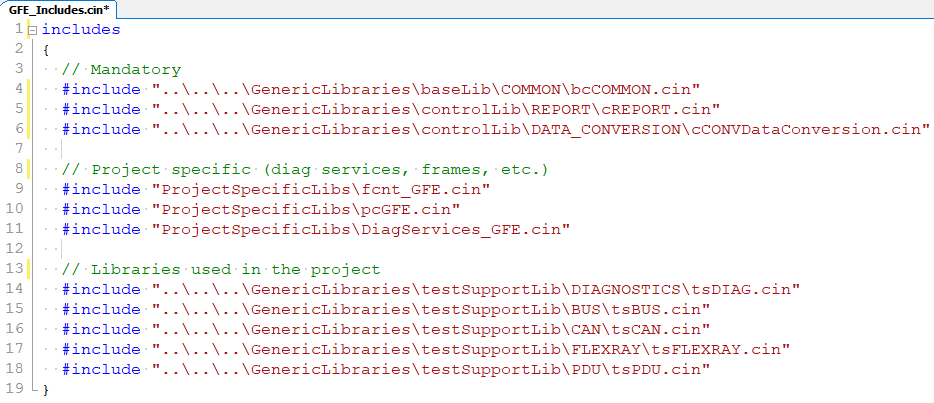 GFE_Includes.cin*
1 includes
2 {
3 // Mandatory
4 #include "..\..\..\GenericLibraries\baseLib\COMMON\bcCOMMON.cin"
5 #include "..\..\..\GenericLibraries\controlLib\REPORT\cREPORT.cin"
6 #include "..\..\..\GenericLibraries\controlLib\DATA_CONVERSION\cCONVDataConversion.cin"
7
8 // Project specific (diag services, frames, etc.)
9 #include "ProjectSpecificLibs\fcnt_GFE.cin"
10 #include "ProjectSpecificLibs\pcGFE.cin"
11 #include "ProjectSpecificLibs\DiagServices_GFE.cin"
12
13 // Libraries used in the project
14 #include "..\..\..\GenericLibraries\testSupportLib\DIAGNOSTICS\tsDIAG.cin"
15 #include "..\..\..\GenericLibraries\testSupportLib\BUS\tsBUS.cin"
16 #include "..\..\..\GenericLibraries\testSupportLib\CAN\tsCAN.cin"
17 #include "..\..\..\GenericLibraries\testSupportLib\FLEXRAY\tsFLEXRAY.cin"
18 #include "..\..\..\GenericLibraries\testSupportLib\PDU\tsPDU.cin"
19 }